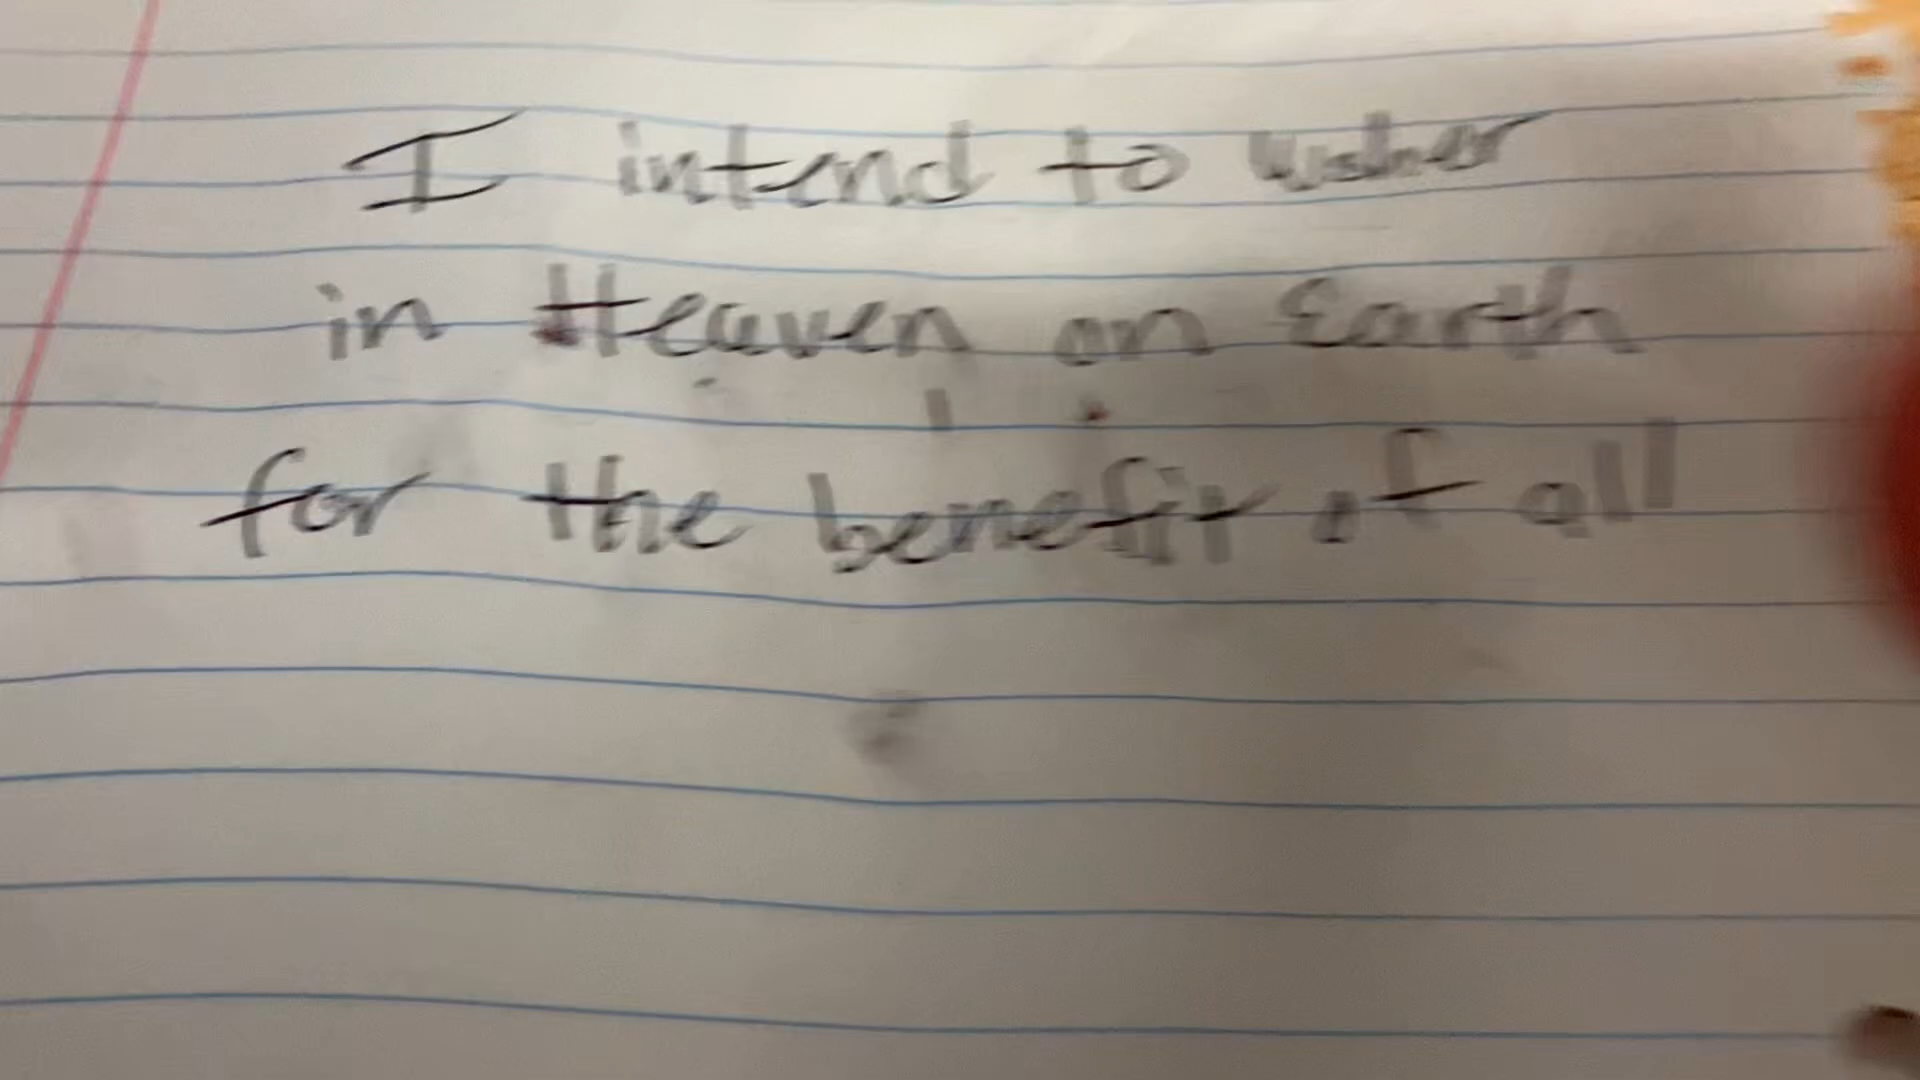 I intend to usher
in Heaven on Earth
for the benefit of all